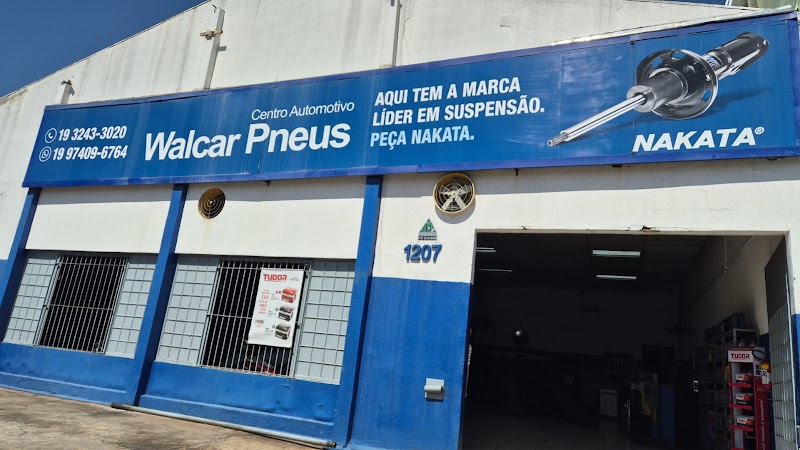 19 3243-3020
19 97409-6764
Centro Automotivo
Walcar Pneus
AQUI TEM A MARCA
LÍDER EM SUSPENSÃO.
PEÇA NAKATA.
NAKATA®
1207
TUDOR
TUDOR